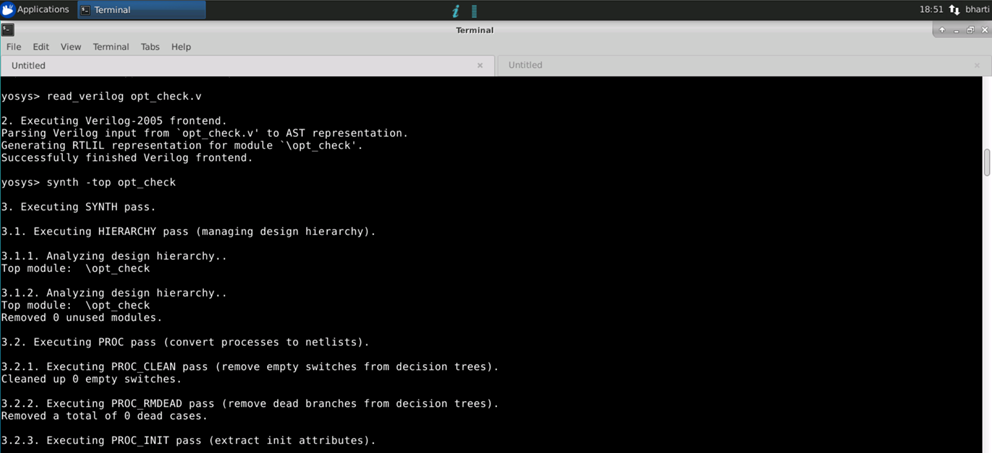 Applications Terminal 18:51 bharti
Terminal
File Edit View Terminal Tabs Help
Untitled Untitled
yosys> read_verilog opt_check.v
2. Executing Verilog-2005 frontend.
Parsing Verilog input from `opt_check.v' to AST representation.
Generating RTLIL representation for module `\opt_check'.
Successfully finished Verilog frontend.
yosys> synth -top opt_check
3. Executing SYNTH pass.
3.1. Executing HIERARCHY pass (managing design hierarchy).
3.1.1. Analyzing design hierarchy..
Top module:  \opt_check
3.1.2. Analyzing design hierarchy..
Top module:  \opt_check
Removed 0 unused modules.
3.2. Executing PROC pass (convert processes to netlists).
3.2.1. Executing PROC_CLEAN pass (remove empty switches from decision trees).
Cleaned up 0 empty switches.
3.2.2. Executing PROC_RMDEAD pass (remove dead branches from decision trees).
Removed a total of 0 dead cases.
3.2.3. Executing PROC_INIT pass (extract init attributes).